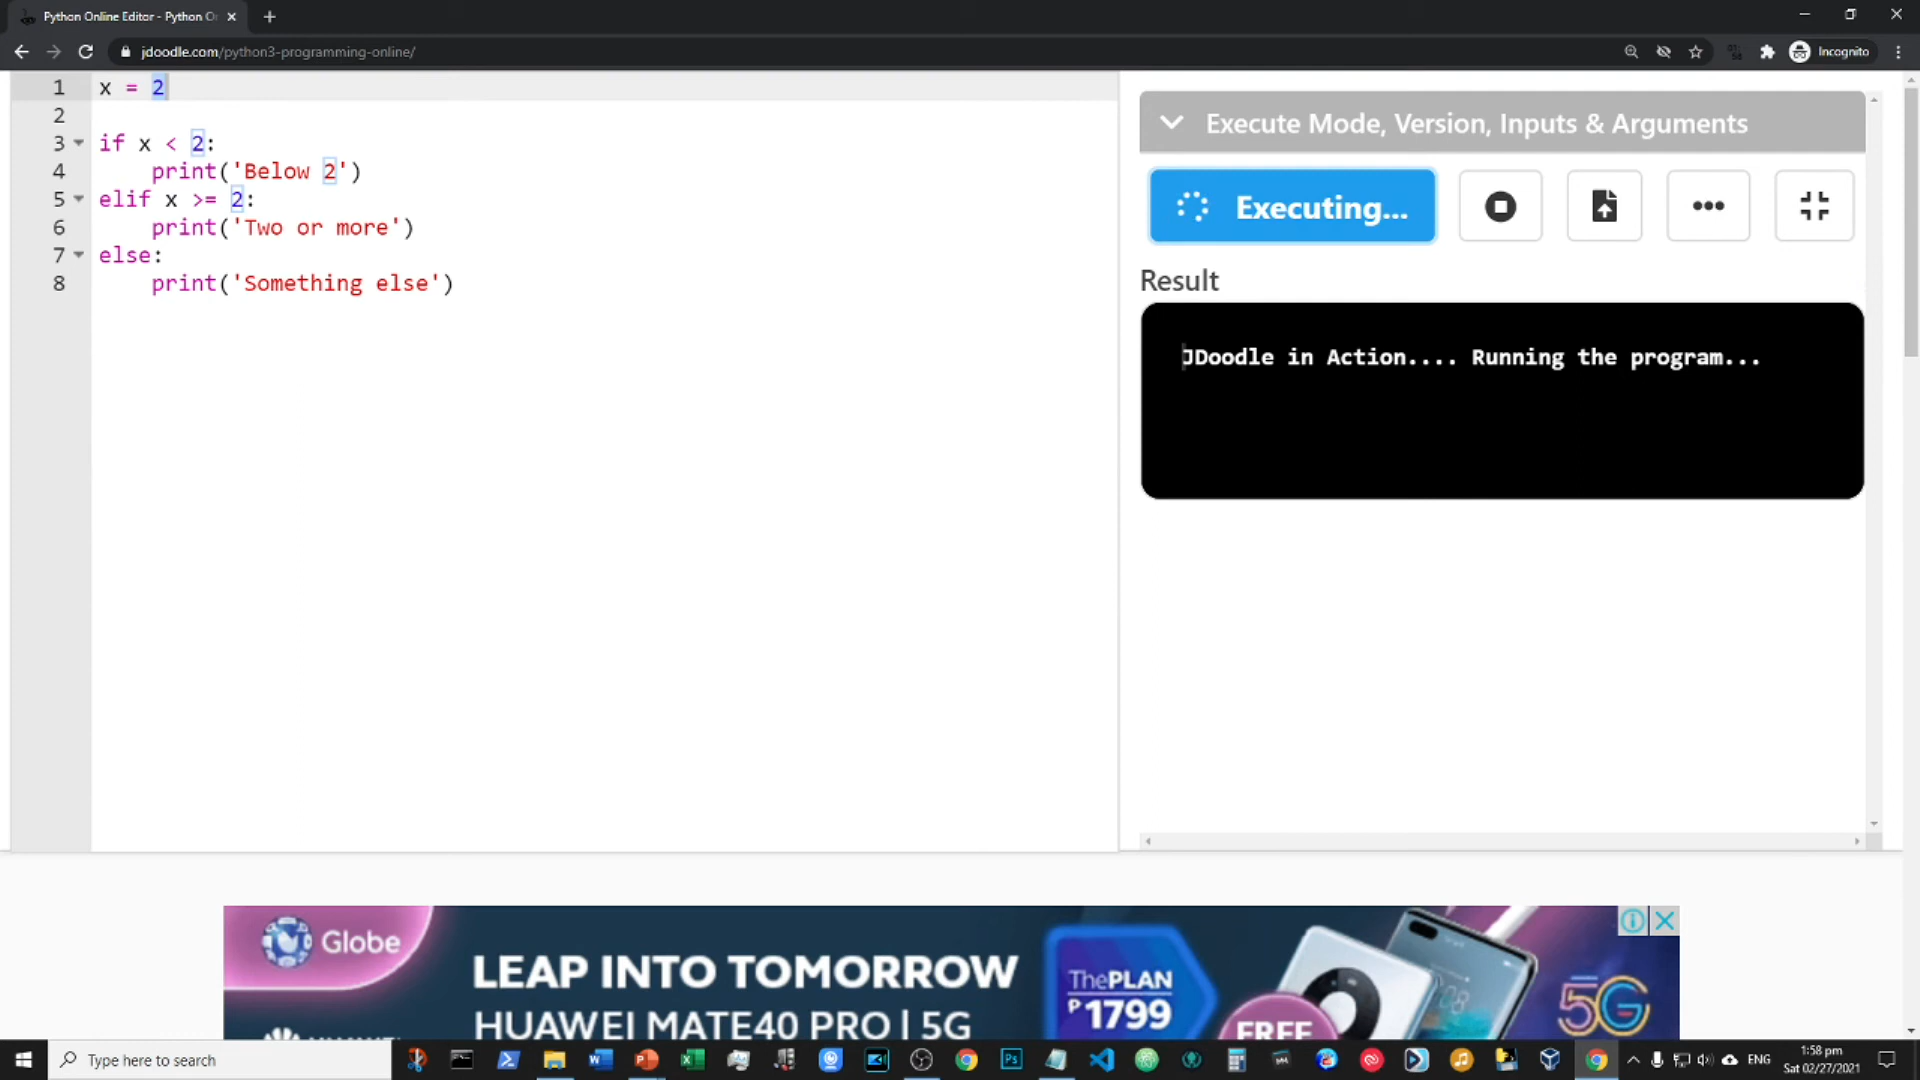 Python Online Editor - Python Or
jdoodle.com/python3-programming-online/
Incognito
1 x = 2
2
3 if x < 2:
4     print('Below 2')
5 elif x >= 2:
6     print('Two or more')
7 else:
8     print('Something else')
Execute Mode, Version, Inputs & Arguments
Executing...
Result
JDoodle in Action.... Running the program...
Globe
LEAP INTO TOMORROW
HUAWEI MATE40 PRO | 5G
ThePLAN
₱1799
FREE
5G
Type here to search
ENG
1:58 pm
Sat 02/27/2021